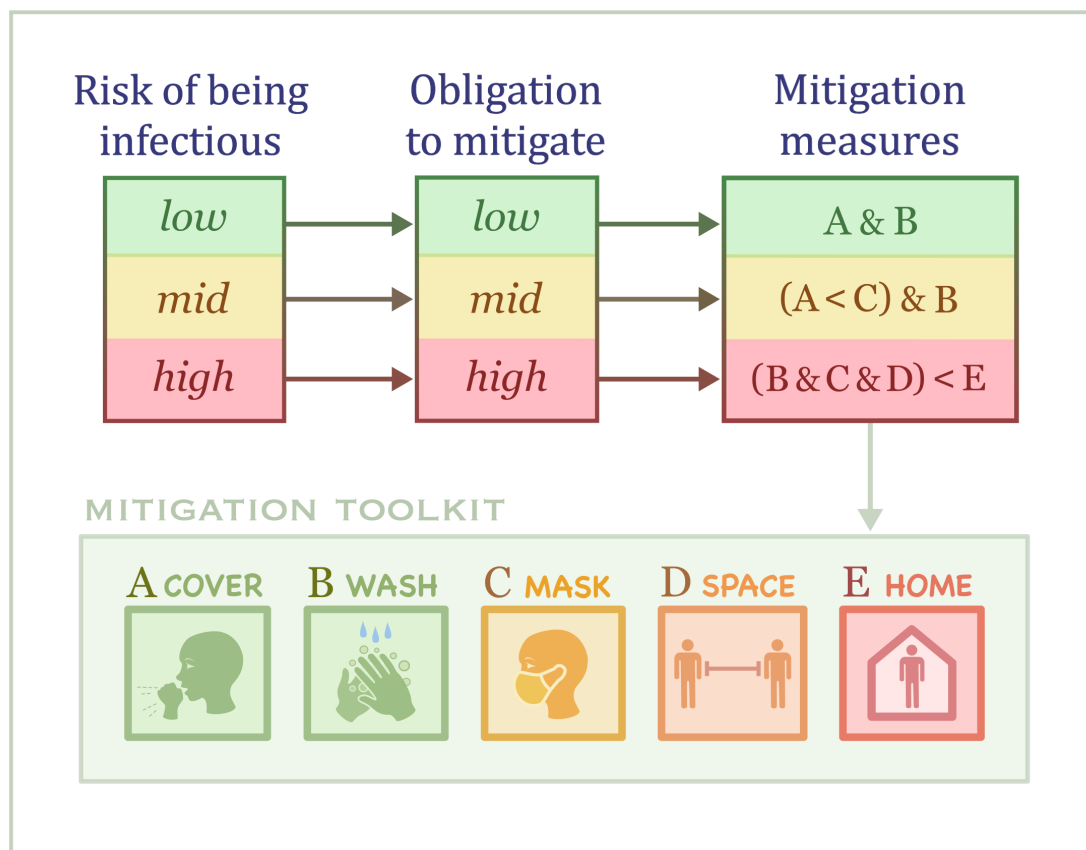 Risk of being
infectious
Obligation
to mitigate
Mitigation
measures
low
low
A & B
mid
mid
(A < C) & B
high
high
(B & C & D) < E
MITIGATION TOOLKIT
A COVER
B WASH
C MASK
D SPACE
E HOME